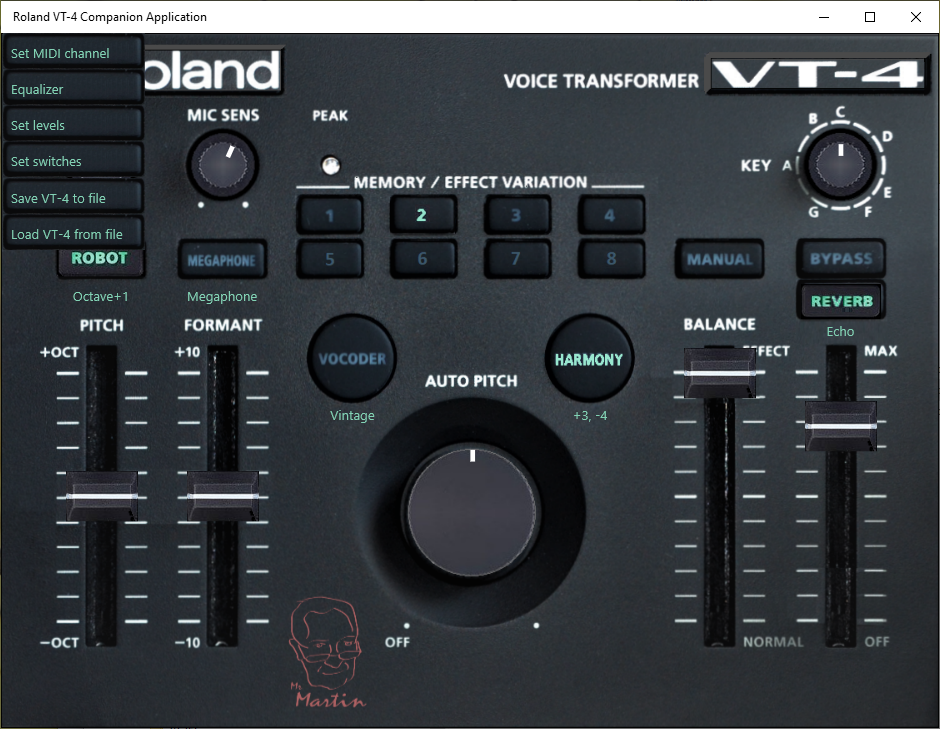 Roland VT-4 Companion Application
Set MIDI channel
Equalizer
Set levels
Set switches
Save VT-4 to file
Load VT-4 from file
oland
VOICE TRANSFORMER
VT-4
MIC SENS
PEAK
MEMORY / EFFECT VARIATION
1 2 3 4
5 6 7 8
KEY A B C D E F G
ROBOT
Octave+1
MEGAPHONE
Megaphone
MANUAL
BYPASS
REVERB
Echo
PITCH
+OCT
-OCT
FORMANT
+10
-10
VOCODER
Vintage
HARMONY
+3, -4
AUTO PITCH
OFF
BALANCE
EFFECT
NORMAL
MAX
OFF
Mr
Martin